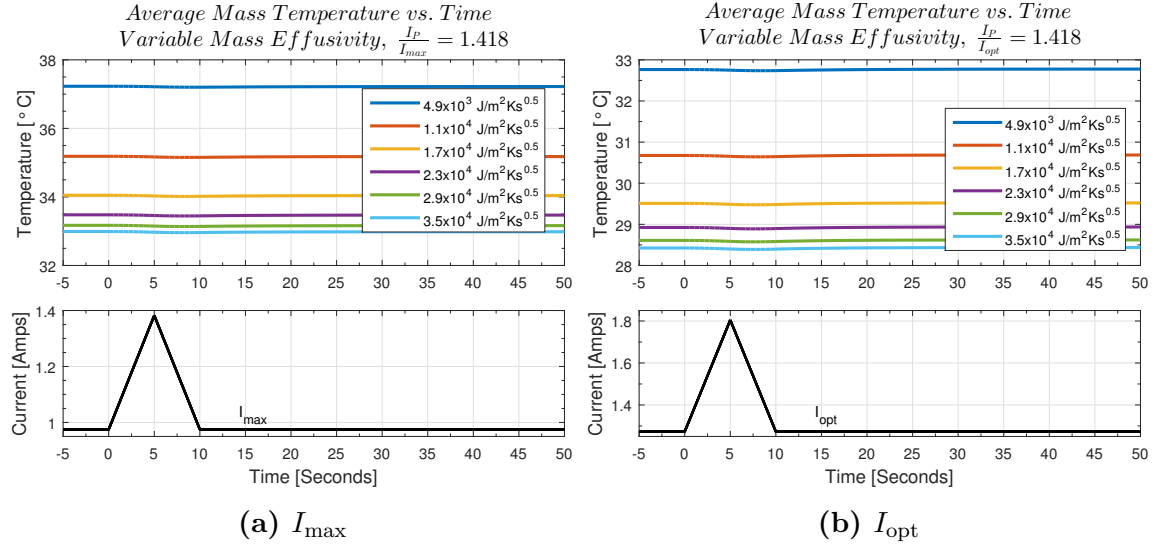 Average Mass Temperature vs. Time
Variable Mass Effusivity, I_P/I_max = 1.418
Temperature [°C]
38
36
34
32
4.9x10^3 J/m^2Ks^0.5
1.1x10^4 J/m^2Ks^0.5
1.7x10^4 J/m^2Ks^0.5
2.3x10^4 J/m^2Ks^0.5
2.9x10^4 J/m^2Ks^0.5
3.5x10^4 J/m^2Ks^0.5
-5 0 5 10 15 20 25 30 35 40 45 50
Current [Amps]
1.4
1.2
1
I_max
-5 0 5 10 15 20 25 30 35 40 45 50
Time [Seconds]
(a) I_max
Average Mass Temperature vs. Time
Variable Mass Effusivity, I_P/I_opt = 1.418
Temperature [°C]
33
32
31
30
29
28
4.9x10^3 J/m^2Ks^0.5
1.1x10^4 J/m^2Ks^0.5
1.7x10^4 J/m^2Ks^0.5
2.3x10^4 J/m^2Ks^0.5
2.9x10^4 J/m^2Ks^0.5
3.5x10^4 J/m^2Ks^0.5
-5 0 5 10 15 20 25 30 35 40 45 50
Current [Amps]
1.8
1.6
1.4
I_opt
-5 0 5 10 15 20 25 30 35 40 45 50
Time [Seconds]
(b) I_opt